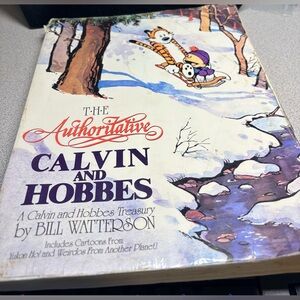 T·H·E
Authoritative
CALVIN
AND
HOBBES
A Calvin and Hobbes Treasury
by BILL WATTERSON
Includes Cartoons From
Yukon Ho! and Weirdos From Another Planet!